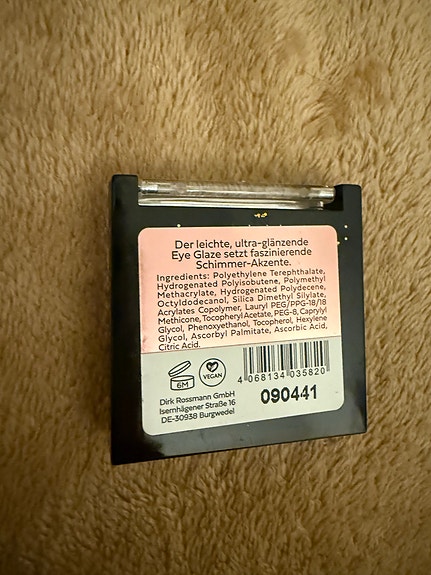 Der leichte, ultra-glänzende
Eye Glaze setzt faszinierende
Schimmer-Akzente.
Ingredients: Polyethylene Terephthalate,
Hydrogenated Polyisobutene, Polymethyl
Methacrylate, Hydrogenated Polydecene,
Octyldodecanol, Silica Dimethyl Silylate,
Acrylates Copolymer, Lauryl PEG/PPG-18/18
Methicone, Tocopheryl Acetate, PEG-8, Caprylyl
Glycol, Phenoxyethanol, Tocopherol, Hexylene
Glycol, Ascorbyl Palmitate, Ascorbic Acid,
Citric Acid.
6M
VEGAN
4 068134 035820
Dirk Rossmann GmbH
Isernhägener Straße 16
DE-30938 Burgwedel
090441